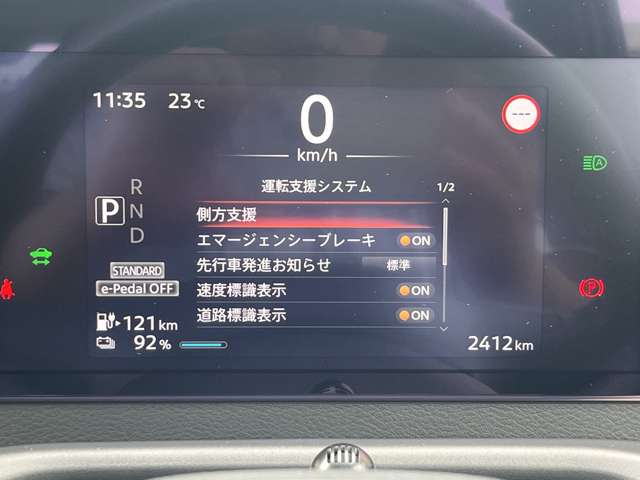 11:35 23℃
0
km/h
---
運転支援システム 1/2
側方支援
エマージェンシーブレーキ ON
先行車発進お知らせ 標準
速度標識表示 ON
道路標識表示 ON
R
N
P
D
STANDARD
e-Pedal OFF
121 km
92 %
2412 km
A
P